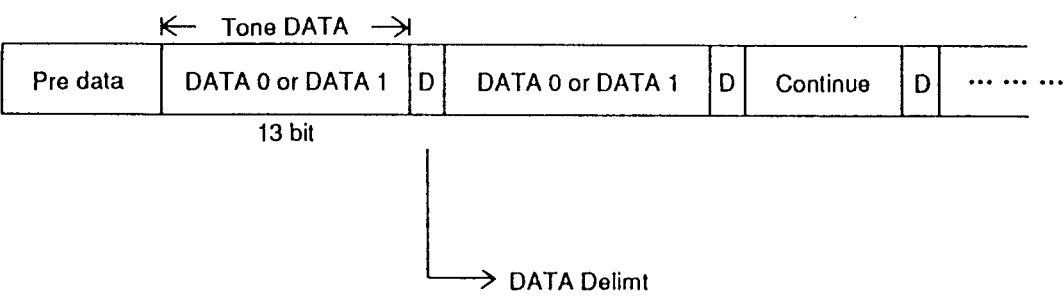 Tone DATA
Pre data DATA 0 or DATA 1 D DATA 0 or DATA 1 D Continue D ... ... ...
13 bit
DATA Delimt